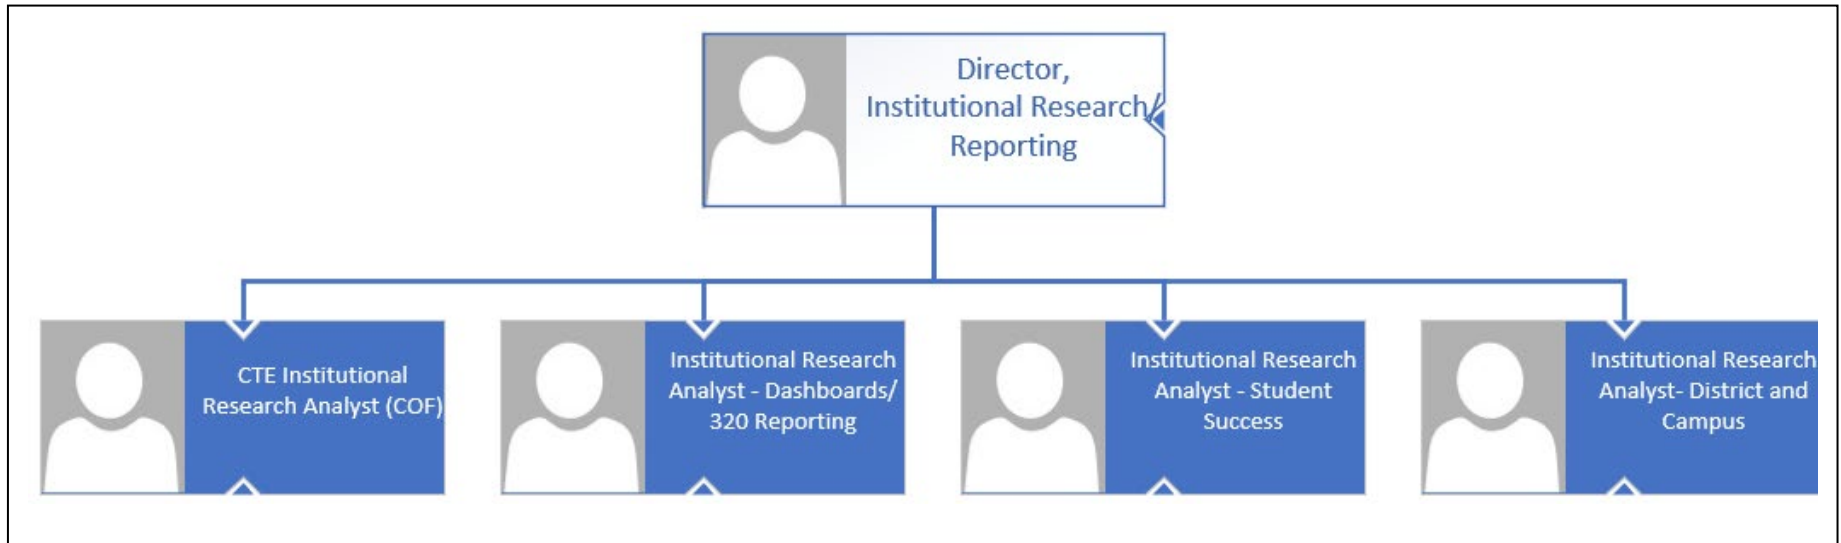 Director,
Institutional Research/
Reporting
CTE Institutional
Research Analyst (COF)
Institutional Research
Analyst - Dashboards/
320 Reporting
Institutional Research
Analyst - Student
Success
Institutional Research
Analyst- District and
Campus